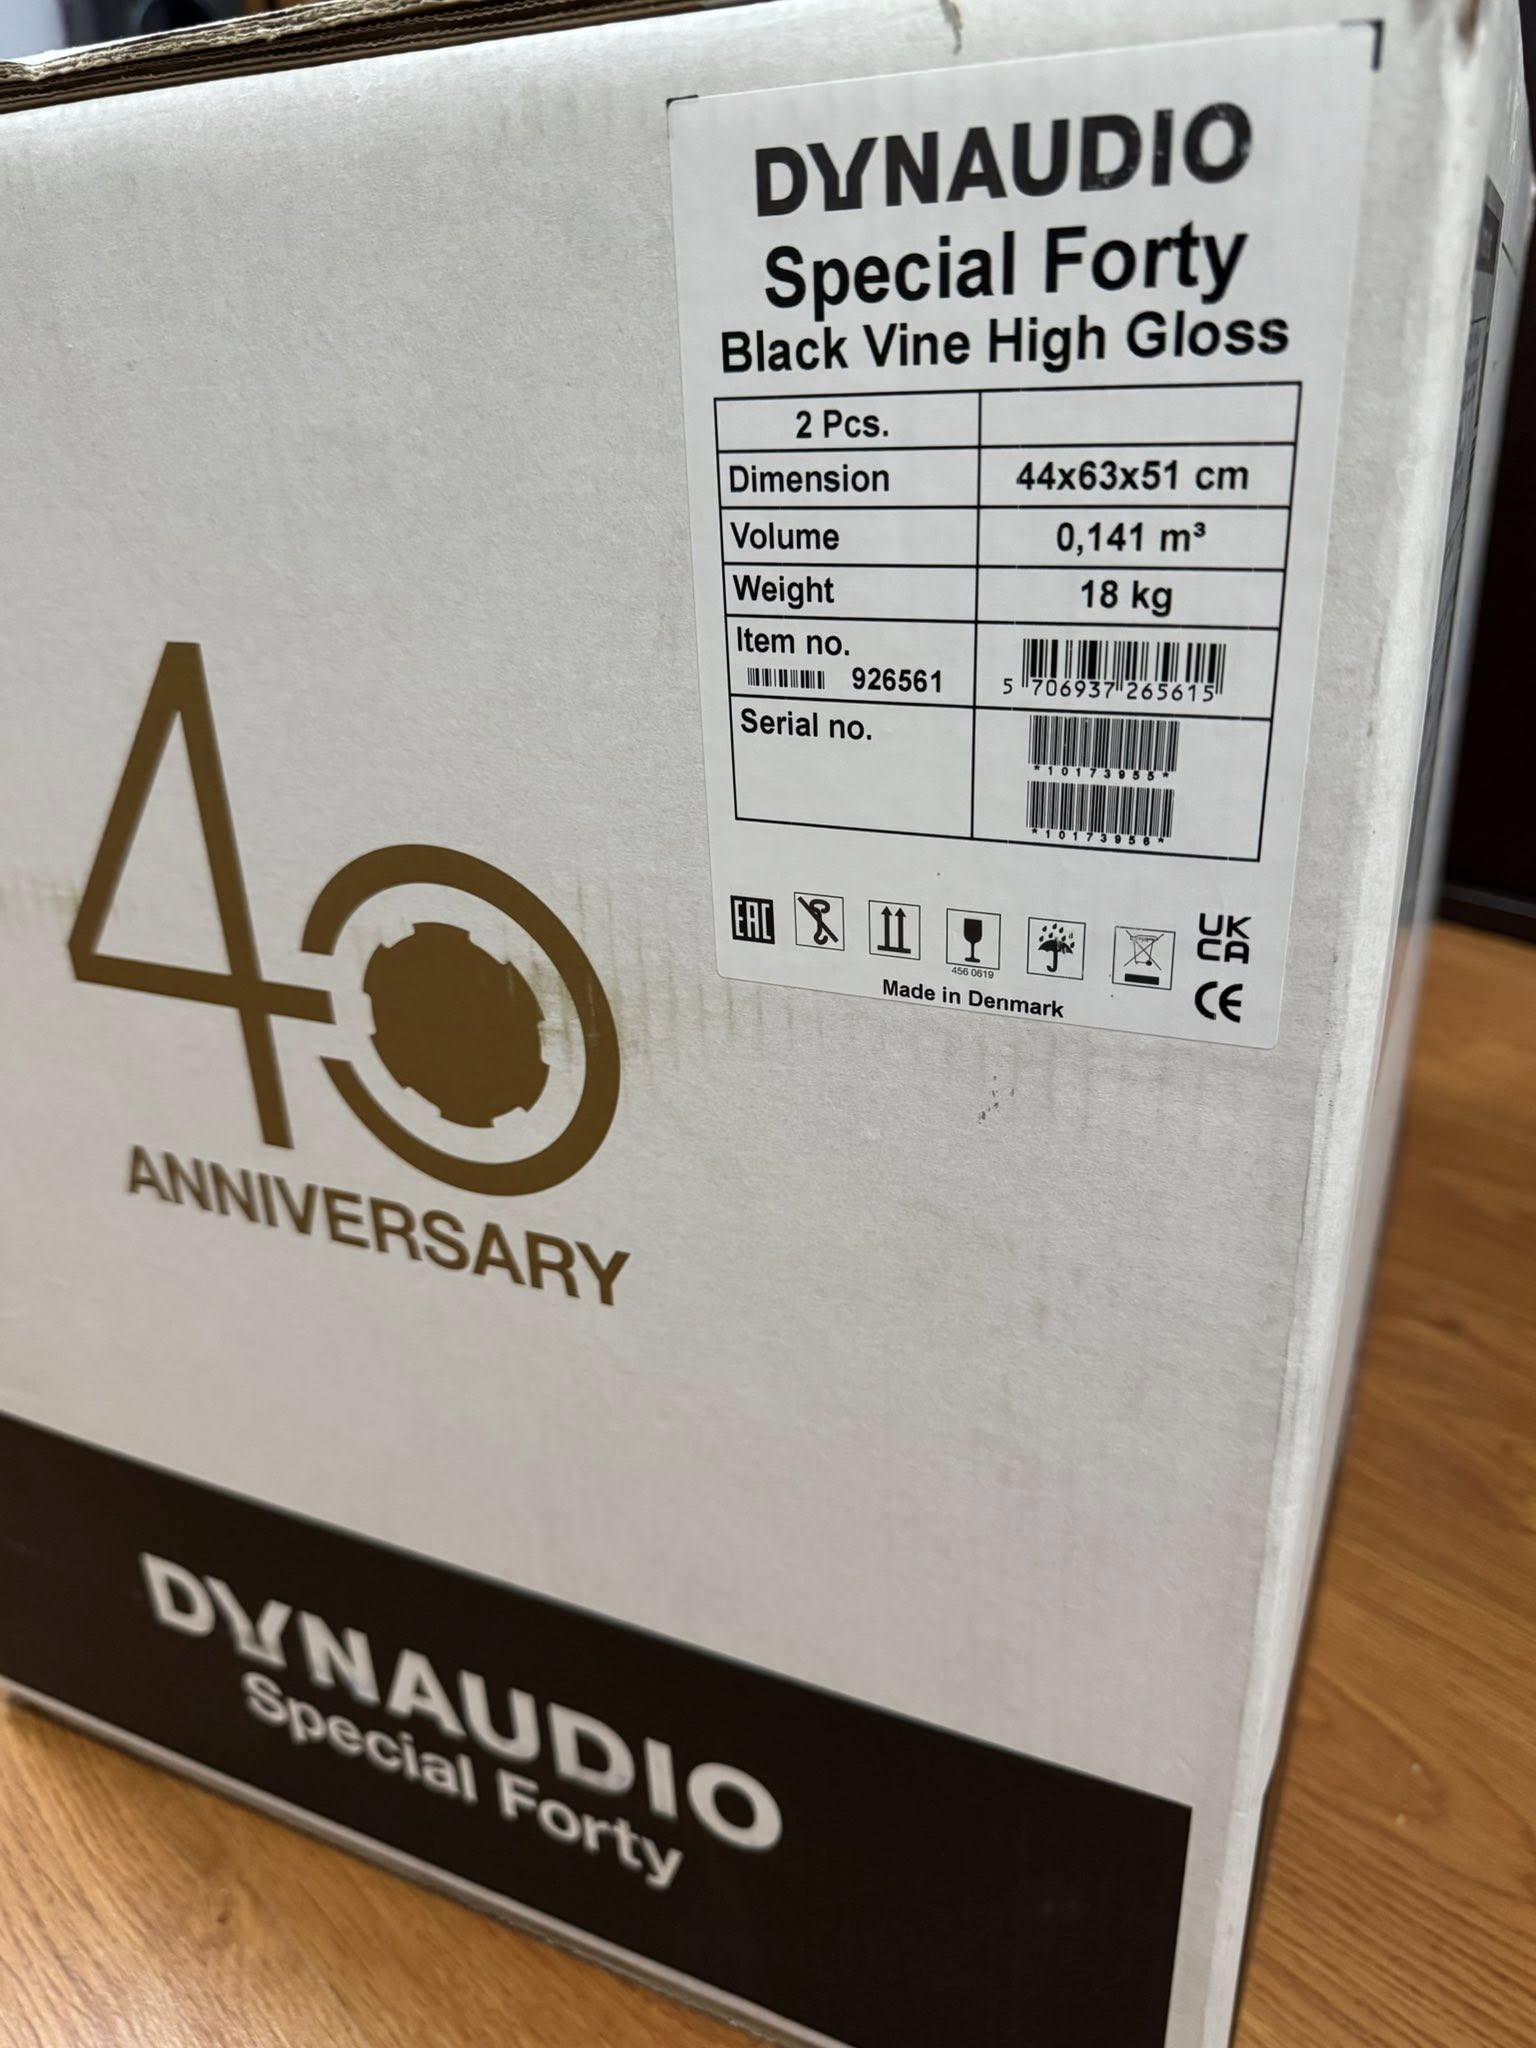 DYNAUDIO
Special Forty
Black Vine High Gloss
2 Pcs.
Dimension 44x63x51 cm
Volume 0,141 m³
Weight 18 kg
Item no.
926561 5 706937 265615
Serial no.
*10173955*
*10173956*
EAC
456 0619
UK
CA
CE
Made in Denmark
40
ANNIVERSARY
DYNAUDIO
Special Forty